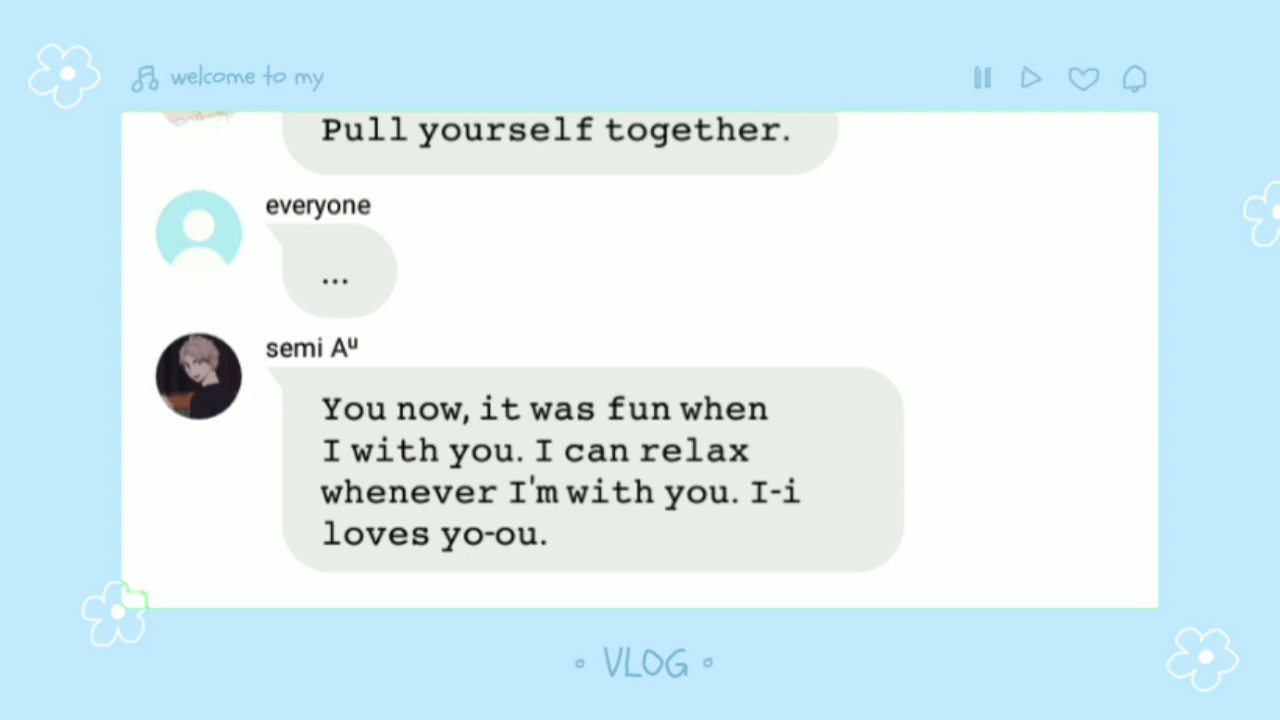 welcome to my
Pull yourself together.
everyone
...
semi Aᵘ
You now, it was fun when
I with you. I can relax
whenever I'm with you. I-i
loves yo-ou.
• VLOG •